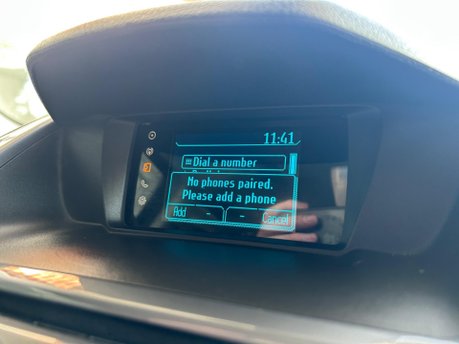 11:41
Dial a number
No phones paired.
Please add a phone
Add - - Cancel